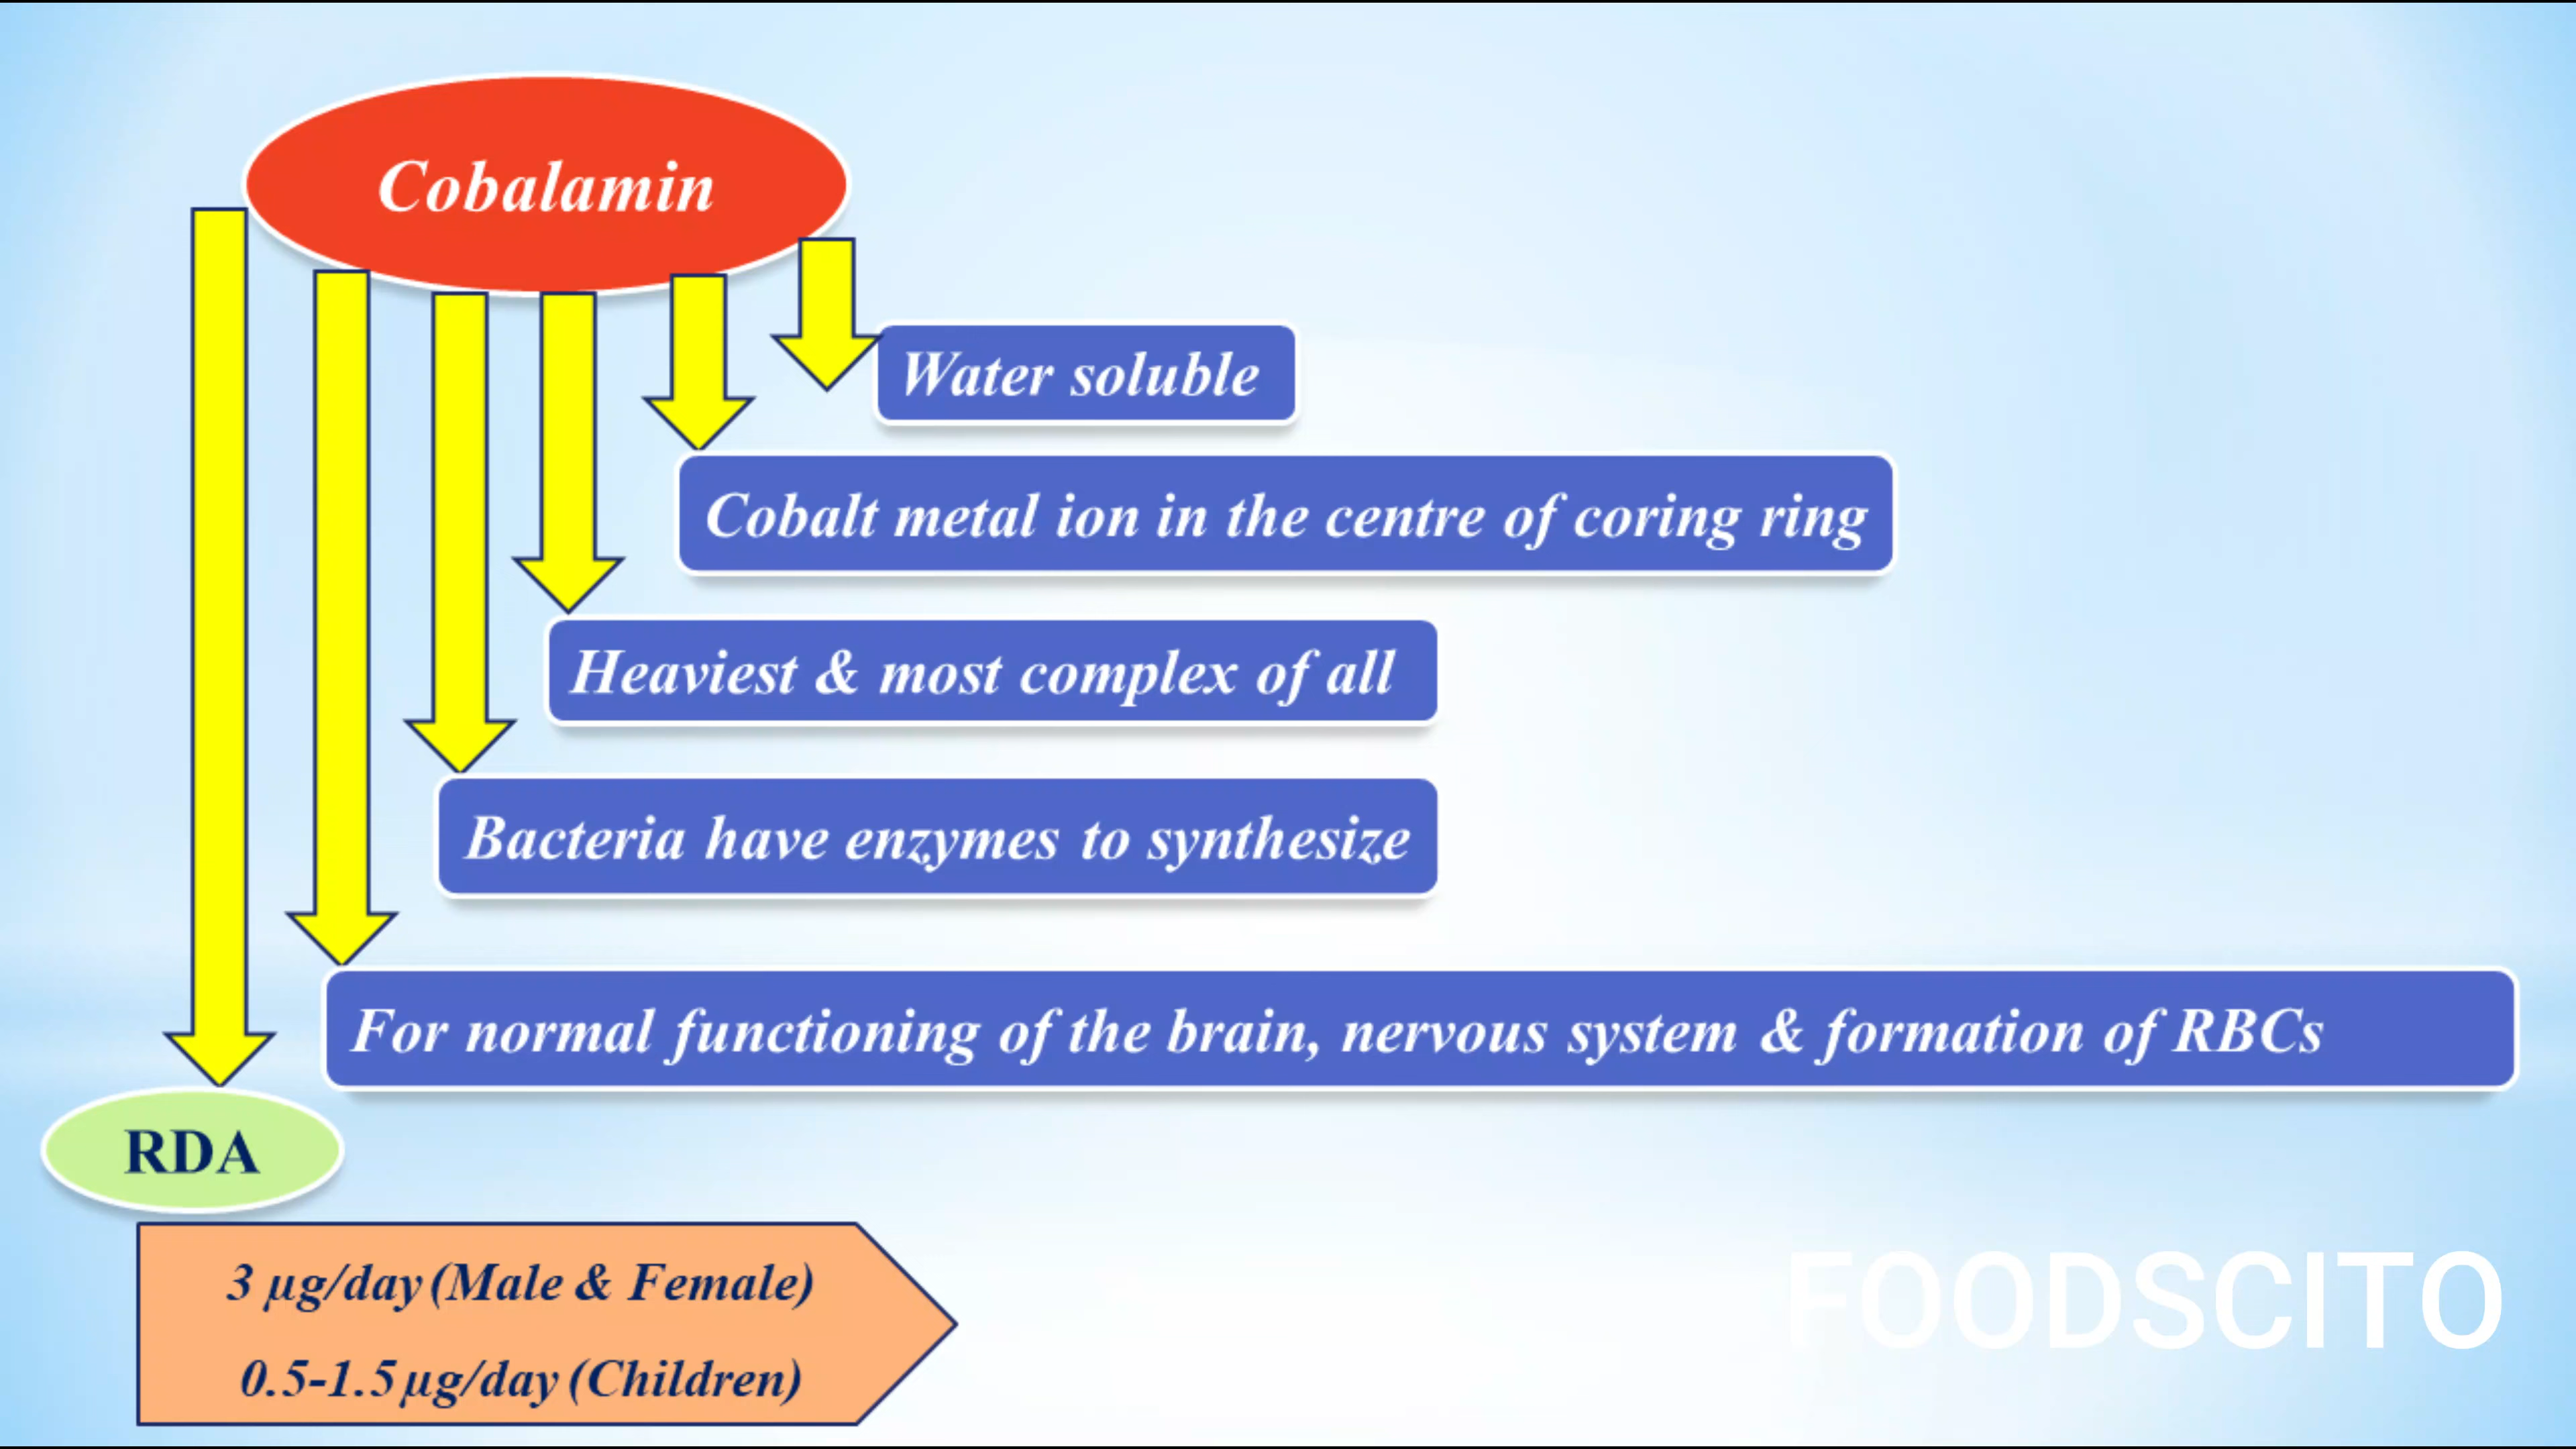 Cobalamin
Water soluble
Cobalt metal ion in the centre of coring ring
Heaviest & most complex of all
Bacteria have enzymes to synthesize
For normal functioning of the brain, nervous system & formation of RBCs
RDA
3 µg/day (Male & Female)
0.5-1.5 µg/day (Children)
FOODSCITO